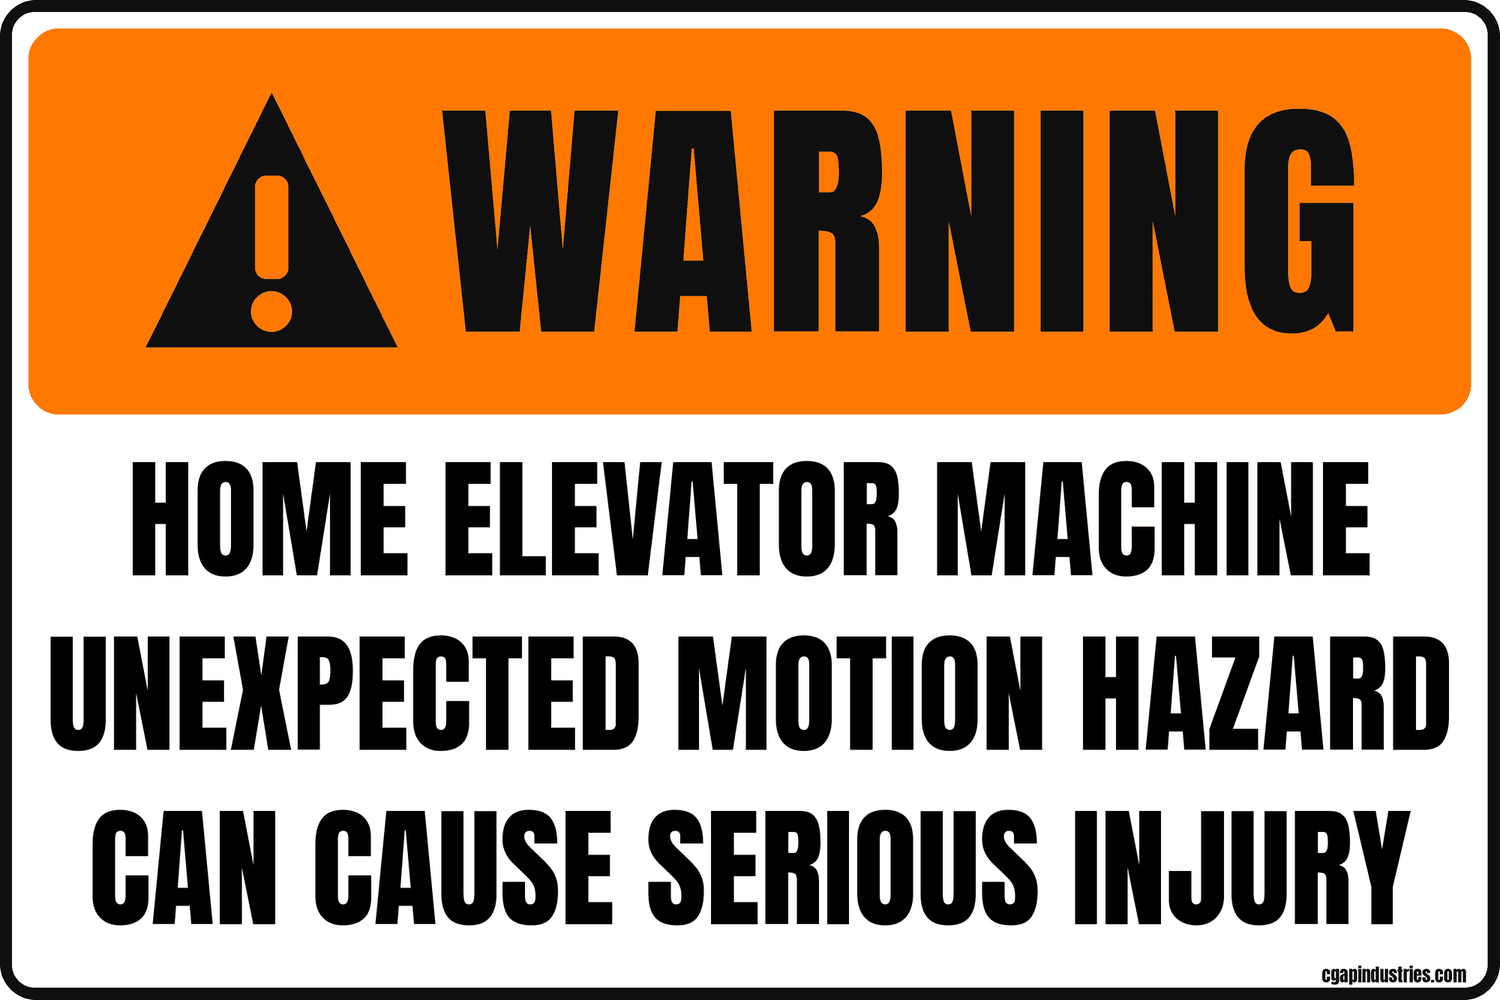 WARNING
HOME ELEVATOR MACHINE
UNEXPECTED MOTION HAZARD
CAN CAUSE SERIOUS INJURY
cgapindustries.com